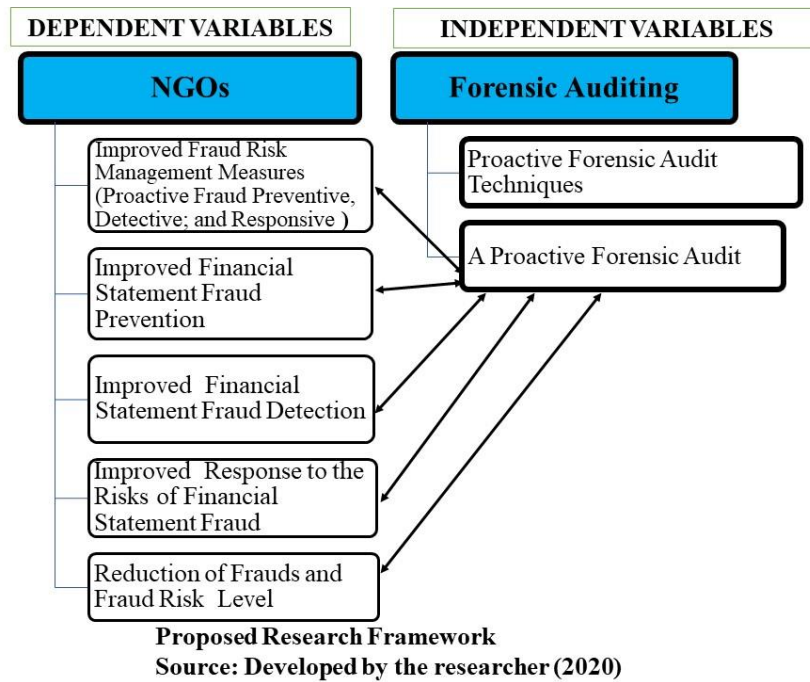 DEPENDENT VARIABLES
INDEPENDENT VARIABLES
NGOs
Forensic Auditing
Improved Fraud Risk
Management Measures
(Proactive Fraud Preventive,
Detective; and Responsive )
Improved Financial
Statement Fraud
Prevention
Improved Financial
Statement Fraud Detection
Improved Response to the
Risks of Financial
Statement Fraud
Reduction of Frauds and
Fraud Risk Level
Proactive Forensic Audit
Techniques
A Proactive Forensic Audit
Proposed Research Framework
Source: Developed by the researcher (2020)